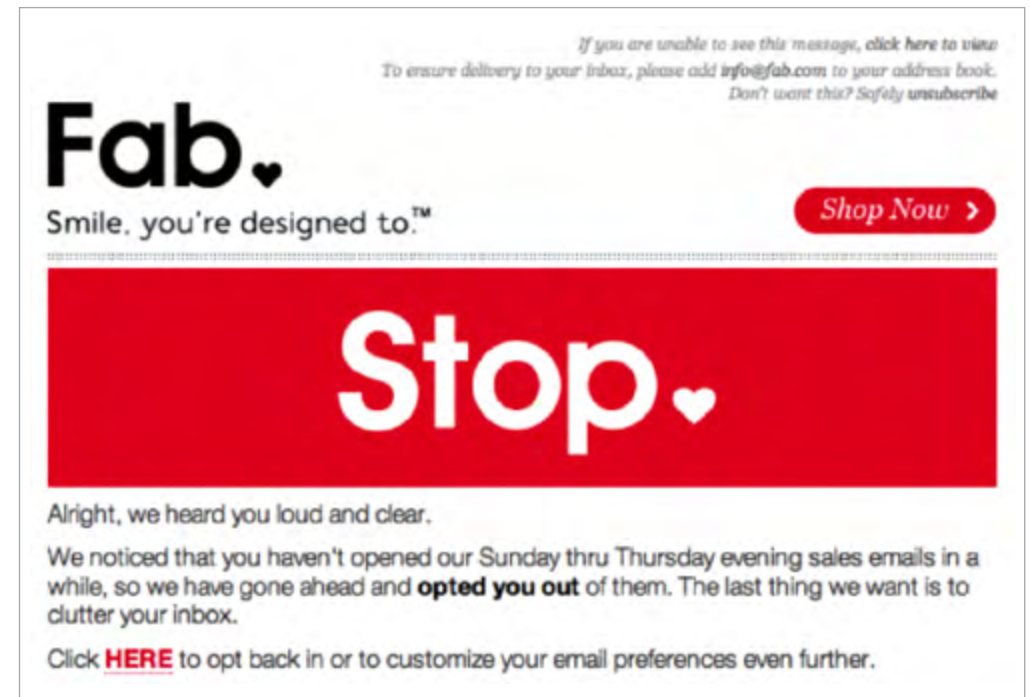 If you are unable to see this message, click here to view
To ensure delivery to your inbox, please add info@fab.com to your address book.
Don't want this? Safely unsubscribe
Fab.
Smile, you're designed to.™
Shop Now >
Stop.
Alright, we heard you loud and clear.
We noticed that you haven't opened our Sunday thru Thursday evening sales emails in a
while, so we have gone ahead and opted you out of them. The last thing we want is to
clutter your inbox.
Click HERE to opt back in or to customize your email preferences even further.